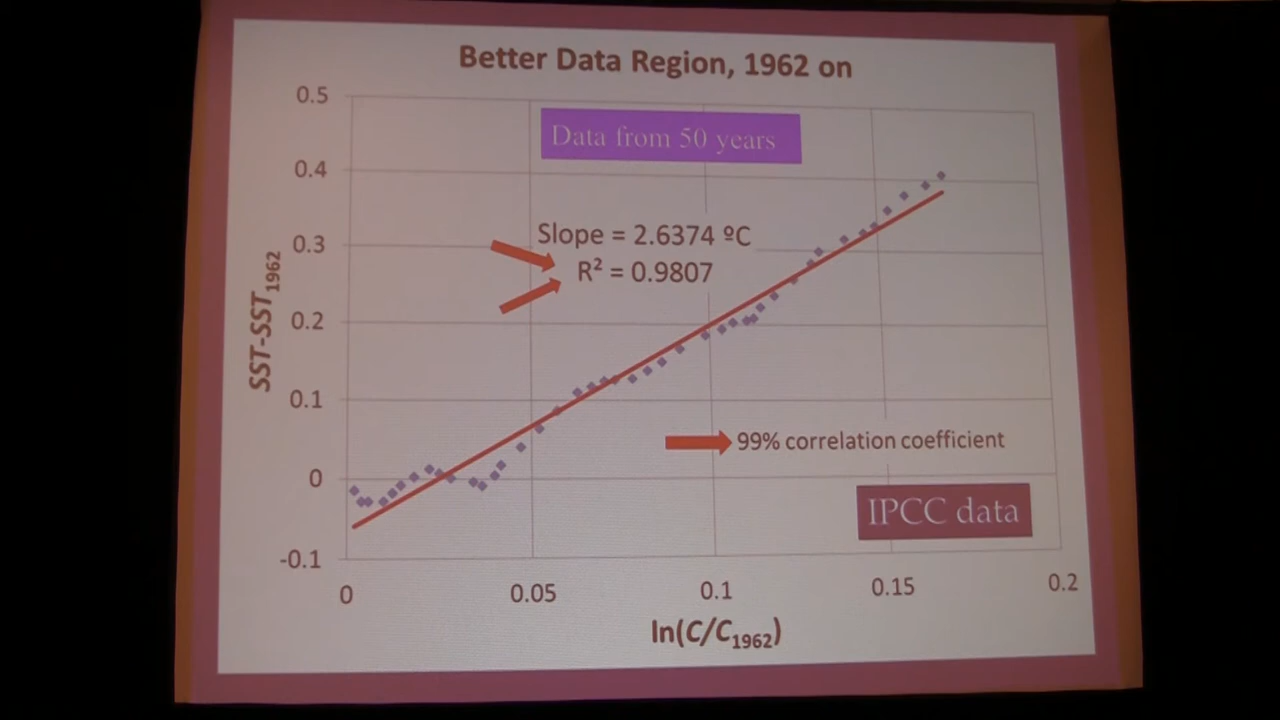 Better Data Region, 1962 on
0.5
Data from 50 years
0.4
Slope = 2.6374 ºC
0.3
R² = 0.9807
SST-SST1962
0.2
0.1
99% correlation coefficient
0
IPCC data
-0.1
0 0.05 0.1 0.15 0.2
ln(C/C1962)